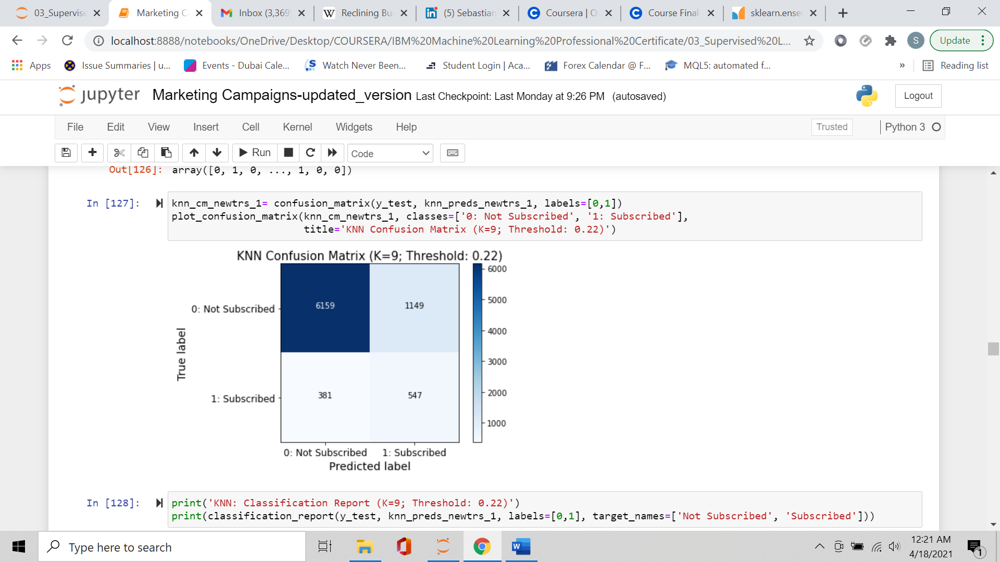 03_Supervise
Marketing C
Inbox (3,369
Reclining Bu
(5) Sebastian
Coursera | O
Course Final
sklearn.ense
localhost:8888/notebooks/OneDrive/Desktop/COURSERA/IBM%20Machine%20Learning%20Professional%20Certificate/03_Supervised%20L...
S
Update
Apps
Issue Summaries | u...
Events - Dubai Cale...
Watch Never Been...
Student Login | Aca...
Forex Calendar @ F...
MQL5: automated f...
»
Reading list
jupyter
Marketing Campaigns-updated_version Last Checkpoint: Last Monday at 9:26 PM (autosaved)
Logout
File
Edit
View
Insert
Cell
Kernel
Widgets
Help
Trusted
Python 3
Run
Code
Out[126]: array([0, 1, 0, ..., 1, 0, 0])
In [127]: knn_cm_newtrs_1= confusion_matrix(y_test, knn_preds_newtrs_1, labels=[0,1])
plot_confusion_matrix(knn_cm_newtrs_1, classes=['0: Not Subscribed', '1: Subscribed'],
title='KNN Confusion Matrix (K=9; Threshold: 0.22)')
KNN Confusion Matrix (K=9; Threshold: 0.22)
6000
5000
4000
3000
2000
1000
0: Not Subscribed
6159
1149
True label
1: Subscribed
381
547
0: Not Subscribed
1: Subscribed
Predicted label
In [128]: print('KNN: Classification Report (K=9; Threshold: 0.22)')
print(classification_report(y_test, knn_preds_newtrs_1, labels=[0,1], target_names=['Not Subscribed', 'Subscribed']))
Type here to search
W
12:21 AM
4/18/2021
1